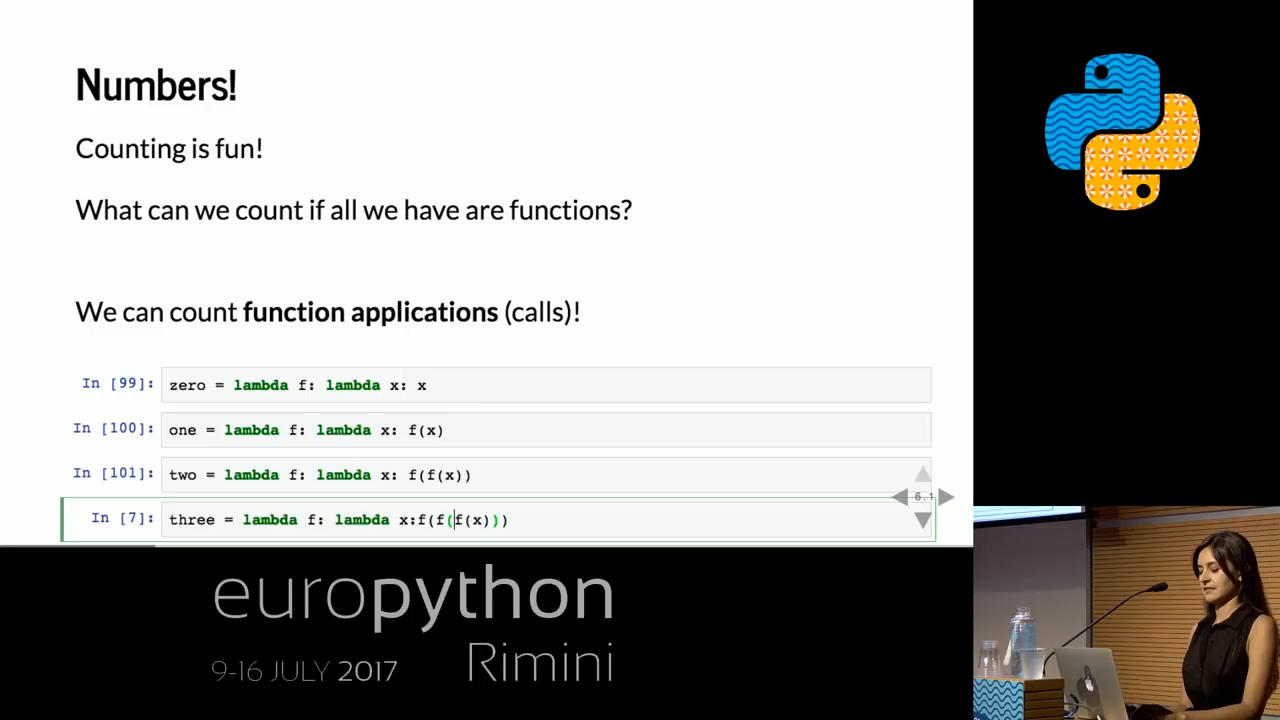 Numbers!
Counting is fun!
What can we count if all we have are functions?
We can count function applications (calls)!
In [99]: zero = lambda f: lambda x: x
In [100]: one = lambda f: lambda x: f(x)
In [101]: two = lambda f: lambda x: f(f(x))
6.1
In [7]: three = lambda f: lambda x:f(f(f(x)))
europython
9-16 JULY 2017 Rimini